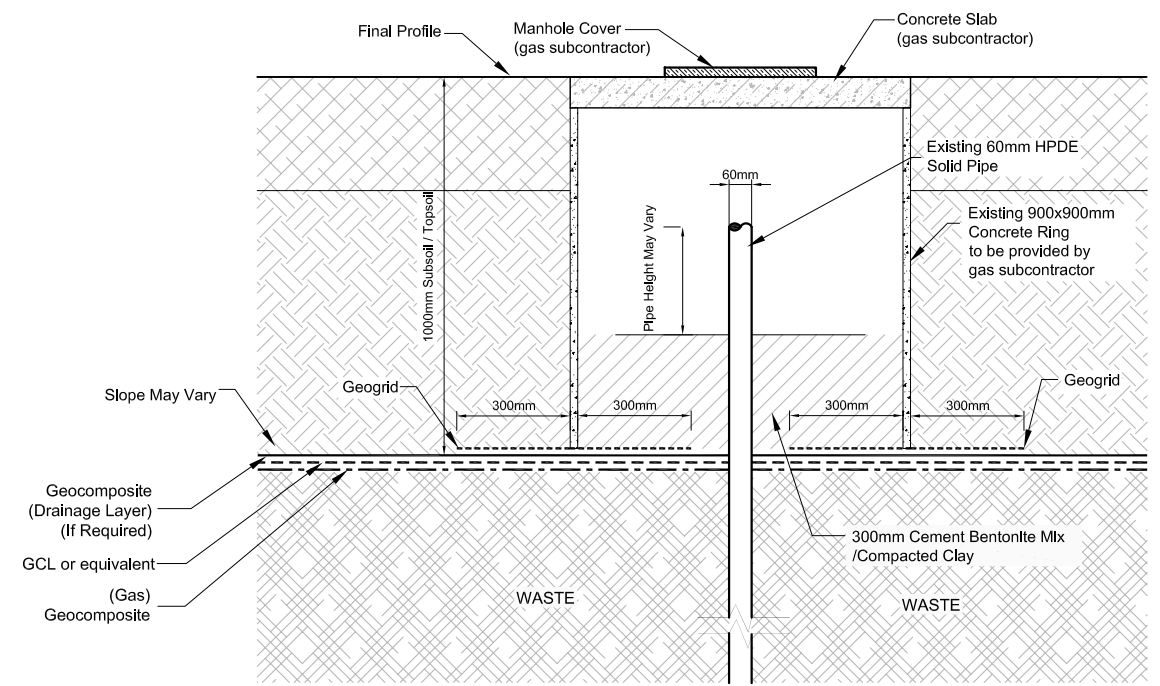 Final Profile
Manhole Cover
(gas subcontractor)
Concrete Slab
(gas subcontractor)
Existing 60mm HPDE
Solid Pipe
60mm
Existing 900x900mm
Concrete Ring
to be provided by
gas subcontractor
1000mm Subsoil / Topsoil
Pipe Height May Vary
Slope May Vary
Geogrid
Geogrid
300mm
300mm
300mm
300mm
Geocomposite
(Drainage Layer)
(If Required)
GCL or equivalent
(Gas)
Geocomposite
300mm Cement Bentonite Mix
/Compacted Clay
WASTE
WASTE